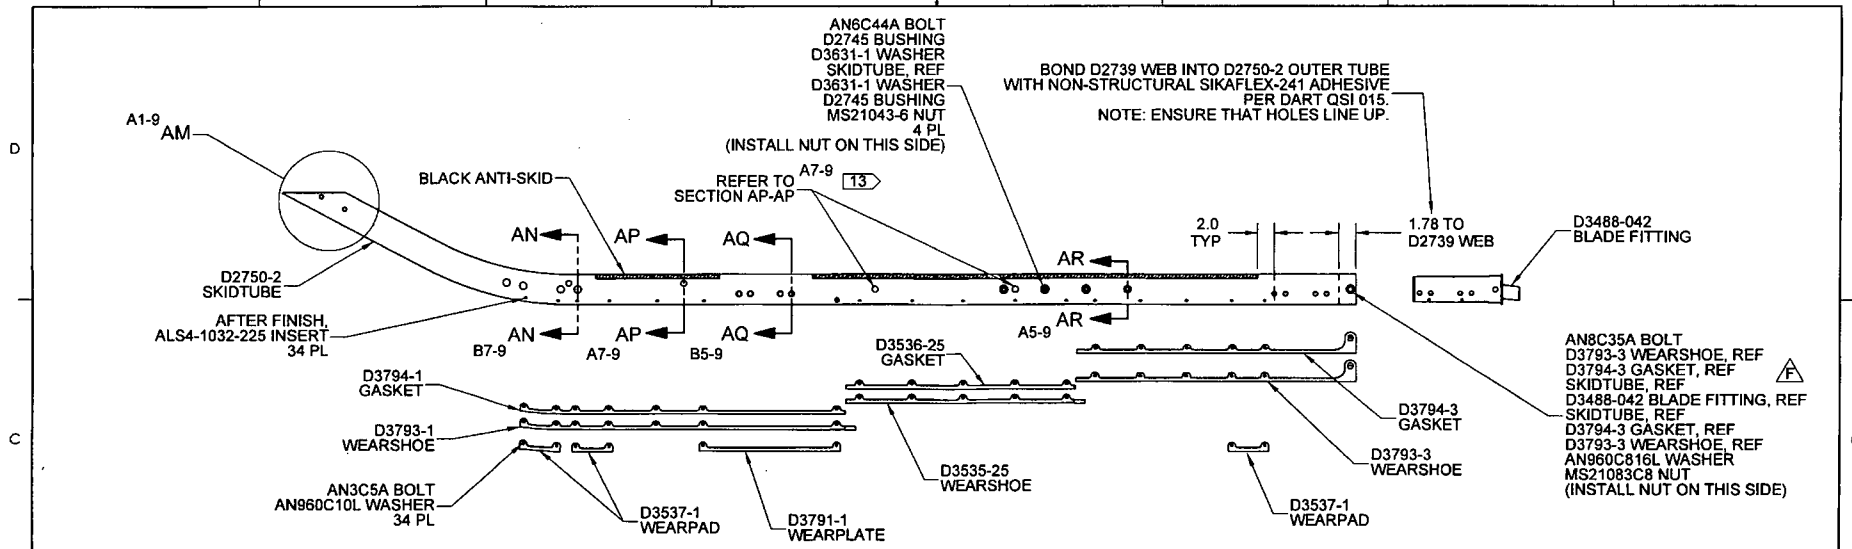 AN6C44A BOLT
D2745 BUSHING
D3631-1 WASHER
SKIDTUBE, REF
D3631-1 WASHER
D2745 BUSHING
MS21043-6 NUT
4 PL
(INSTALL NUT ON THIS SIDE)
BOND D2739 WEB INTO D2750-2 OUTER TUBE
WITH NON-STRUCTURAL SIKAFLEX-241 ADHESIVE
PER DART QSI 015.
NOTE: ENSURE THAT HOLES LINE UP.
A1-9
AM
D
BLACK ANTI-SKID
REFER TO
SECTION AP-AP
A7-9
13
AN
AP
AQ
AR
2.0
TYP
1.78 TO
D2739 WEB
D3488-042
BLADE FITTING
D2750-2
SKIDTUBE
AFTER FINISH,
ALS4-1032-225 INSERT
34 PL
B7-9
AN
A7-9
AP
B5-9
AQ
A5-9
AR
D3536-25
GASKET
D3794-1
GASKET
D3793-1
WEARSHOE
C
AN3C5A BOLT
AN960C10L WASHER
34 PL
D3537-1
WEARPAD
D3791-1
WEARPLATE
D3535-25
WEARSHOE
D3794-3
GASKET
D3793-3
WEARSHOE
D3537-1
WEARPAD
AN8C35A BOLT
D3793-3 WEARSHOE, REF
D3794-3 GASKET, REF
SKIDTUBE, REF
D3488-042 BLADE FITTING, REF
SKIDTUBE, REF
D3794-3 GASKET, REF
D3793-3 WEARSHOE, REF
AN960C816L WASHER
MS21083C8 NUT
(INSTALL NUT ON THIS SIDE)
F